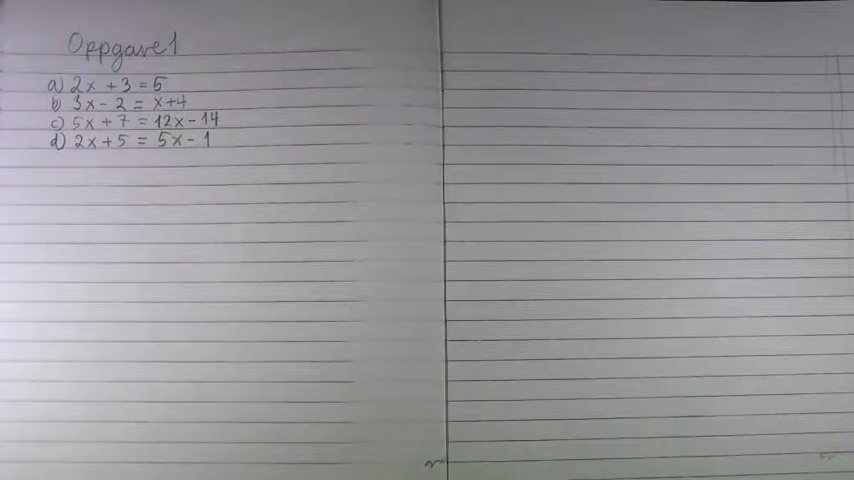 Oppgave 1
a) 2x + 3 = 5
b) 3x - 2 = x + 4
c) 5x + 7 = 12x - 14
d) 2x + 5 = 5x - 1